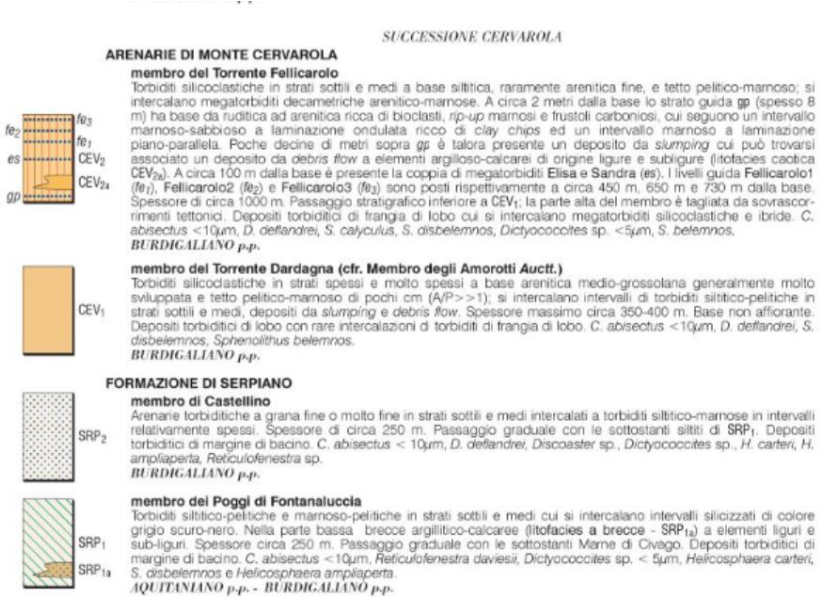 SUCCESSIONE CERVAROLA
ARENARIE DI MONTE CERVAROLA
membro del Torrente Fellicarolo
Torbiditi silicoclastiche in strati sottili e medi a base siltitica, raramente arenitica fine, e tetto pelitico-marnoso; si
intercalano megatorbiditi decametriche arenitico-marnose. A circa 2 metri dalla base lo strato guida gp (spesso 8
m) ha base da ruditica ad arenitica ricca di bioclasti, rip-up marnosi e frustoli carboniosi, cui seguono un intervallo
marnoso-sabbioso a laminazione ondulata ricco di clay chips ed un intervallo marnoso a laminazione
piano-parallela. Poche decine di metri sopra gp è talora presente un deposito da slumping cui può trovarsi
associato un deposito da debris flow a elementi argilloso-calcarei di origine ligure e subligure (litofacies caotica
CEV2a). A circa 100 m dalla base è presente la coppia di megatorbiditi Elisa e Sandra (es). I livelli guida Fellicarolo1
(fe1), Fellicarolo2 (fe2) e Fellicarolo3 (fe3) sono posti rispettivamente a circa 450 m, 650 m e 730 m dalla base.
Spessore di circa 1000 m. Passaggio stratigrafico inferiore a CEV1; la parte alta del membro è tagliata da sovrascor-
rimenti tettonici. Depositi torbiditici di frangia di lobo cui si intercalano megatorbiditi silicoclastiche e ibride. C.
abisectus <10µm, D. deflandrei, S. calyculus, S. disbelemnos, Dictyococcites sp. <5µm, S. belemnos.
BURDIGALIANO p.p.
fe3
fe2
fe1
es
CEV2
CEV2a
gp
membro del Torrente Dardagna (cfr. Membro degli Amorotti Auctt.)
Torbiditi silicoclastiche in strati spessi e molto spessi a base arenitica medio-grossolana generalmente molto
sviluppata e tetto pelitico-marnoso di pochi cm (A/P>>1); si intercalano intervalli di torbiditi siltitico-pelitiche in
strati sottili e medi, depositi da slumping e debris flow. Spessore massimo circa 350-400 m. Base non affiorante.
Depositi torbiditici di lobo con rare intercalazioni d torbiditi di frangia di lobo. C. abisectus <10µm, D. deflandrei, S.
disbelemnos, Sphenolithus belemnos.
BURDIGALIANO p.p.
CEV1
FORMAZIONE DI SERPIANO
membro di Castellino
Arenarie torbiditiche a grana fine o molto fine in strati sottili e medi intercalati a torbiditi siltitico-marnose in intervalli
relativamente spessi. Spessore di circa 250 m. Passaggio graduale con le sottostanti siltiti di SRP1. Depositi
torbiditici di margine di bacino. C. abisectus < 10µm, D. deflandrei, Discoaster sp., Dictyococcites sp., H. carteri, H.
ampliaperta, Reticulofenestra sp.
BURDIGALIANO p.p.
SRP2
membro dei Poggi di Fontanaluccia
Torbiditi siltitico-pelitiche e marnoso-pelitiche in strati sottili e medi cui si intercalano intervalli silicizzati di colore
grigio scuro-nero. Nella parte bassa brecce argillitico-calcaree (litofacies a brecce - SRP1a) a elementi liguri e
sub-liguri. Spessore circa 250 m. Passaggio graduale con le sottostanti Marne di Civago. Depositi torbiditici di
margine di bacino. C. abisectus <10µm, Reticulofenestra daviesii, Dictyococcites sp. < 5µm, Helicosphaera carteri,
S. disbelemnos e Helicosphaera ampliaperta.
AQUITANIANO p.p. - BURDIGALIANO p.p.
SRP1
SRP1a